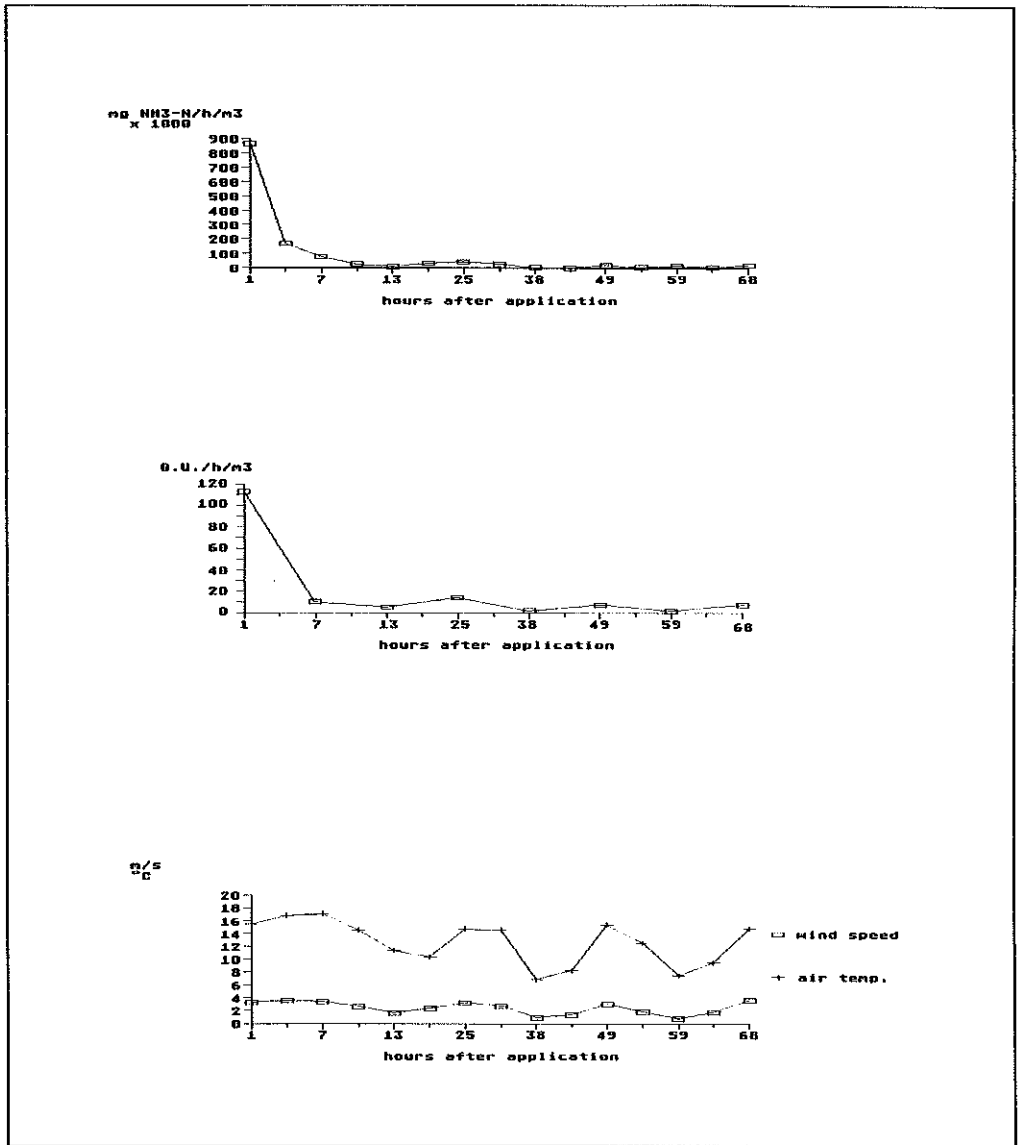 mg NH3-N/h/m3
x 1000
900
800
700
600
500
400
300
200
100
0
1 7 13 25 38 49 59 68
hours after application
O.U./h/m3
120
100
80
60
40
20
0
1 7 13 25 38 49 59 68
hours after application
m/s
°C
20
18
16
14
12
10
8
6
4
2
0
1 7 13 25 38 49 59 68
hours after application
wind speed
air temp.